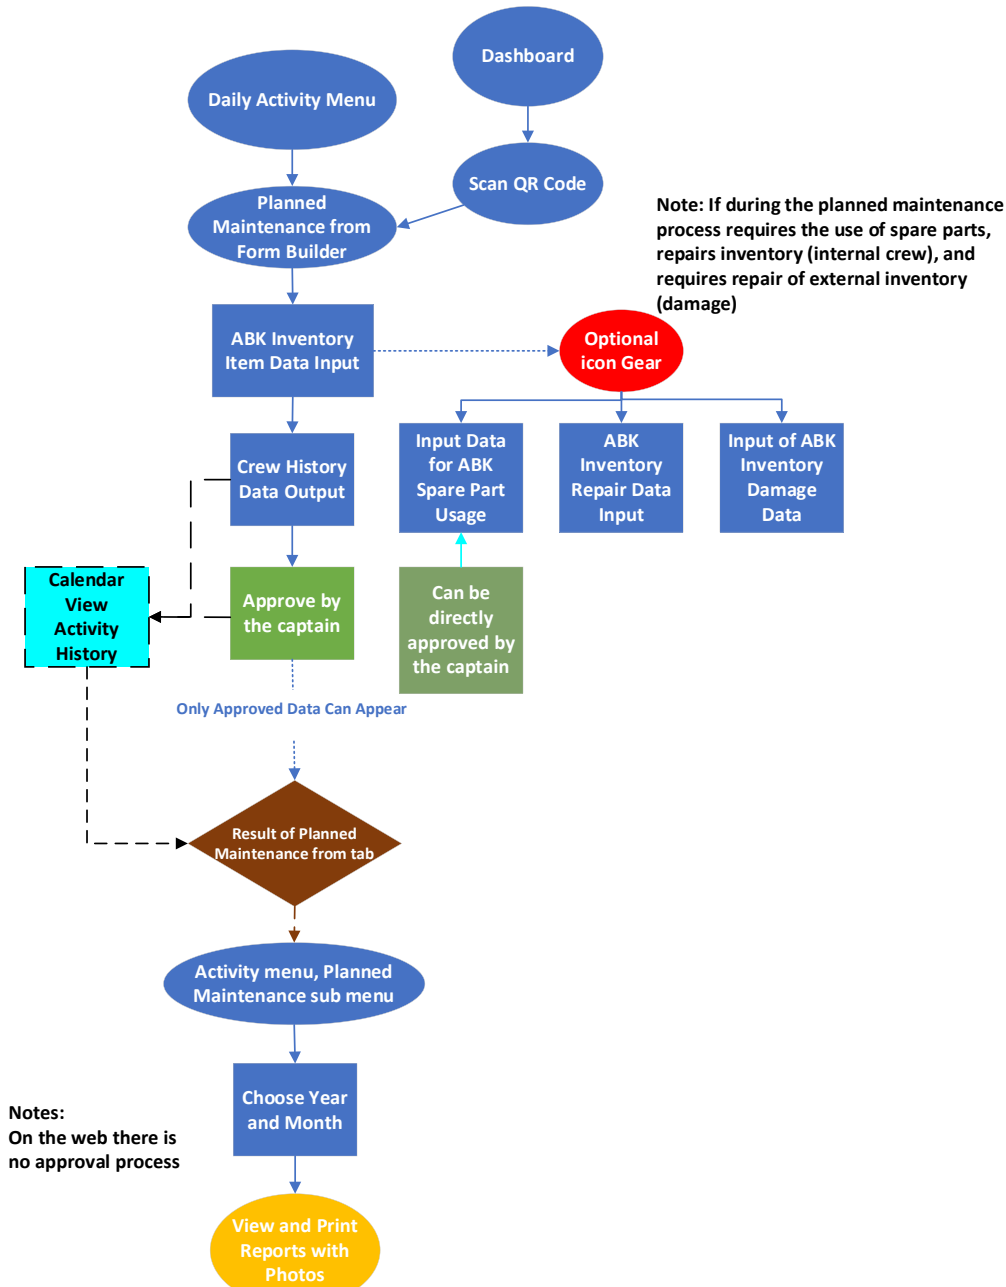 Dashboard
Daily Activity Menu
Scan QR Code
Planned
Maintenance from
Form Builder
Note: If during the planned maintenance
process requires the use of spare parts,
repairs inventory (internal crew), and
requires repair of external inventory
(damage)
ABK Inventory
Item Data Input
Optional
icon Gear
Crew History
Data Output
Input Data
for ABK
Spare Part
Usage
ABK
Inventory
Repair Data
Input
Input of ABK
Inventory
Damage
Data
Calendar
View
Activity
History
Approve by
the captain
Can be
directly
approved by
the captain
Only Approved Data Can Appear
Result of Planned
Maintenance from tab
Activity menu, Planned
Maintenance sub menu
Choose Year
and Month
Notes:
On the web there is
no approval process
View and Print
Reports with
Photos